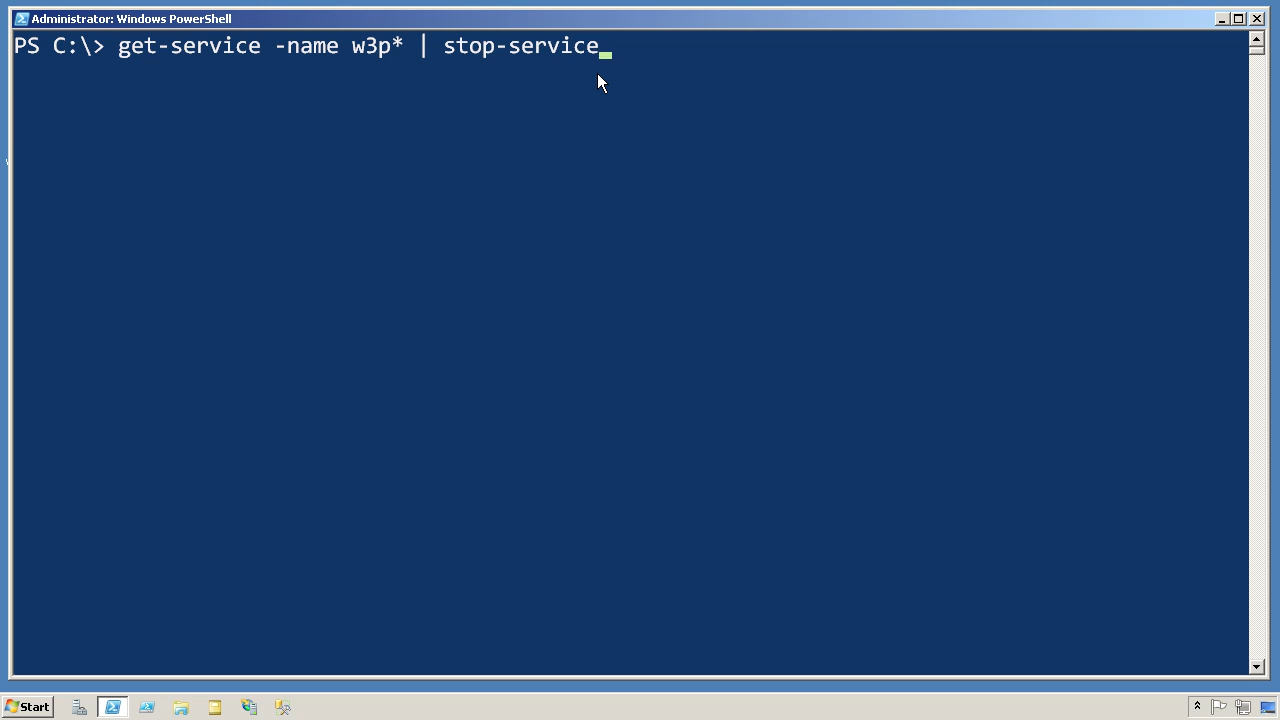 Administrator: Windows PowerShell
PS C:\> get-service -name w3p* | stop-service
Start